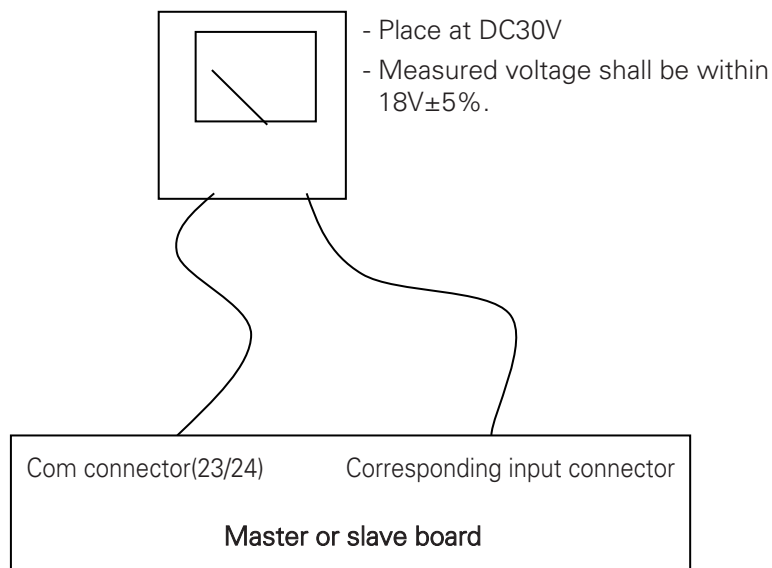 - Place at DC30V
- Measured voltage shall be within
18V±5%.
Com connector(23/24)
Corresponding input connector
Master or slave board